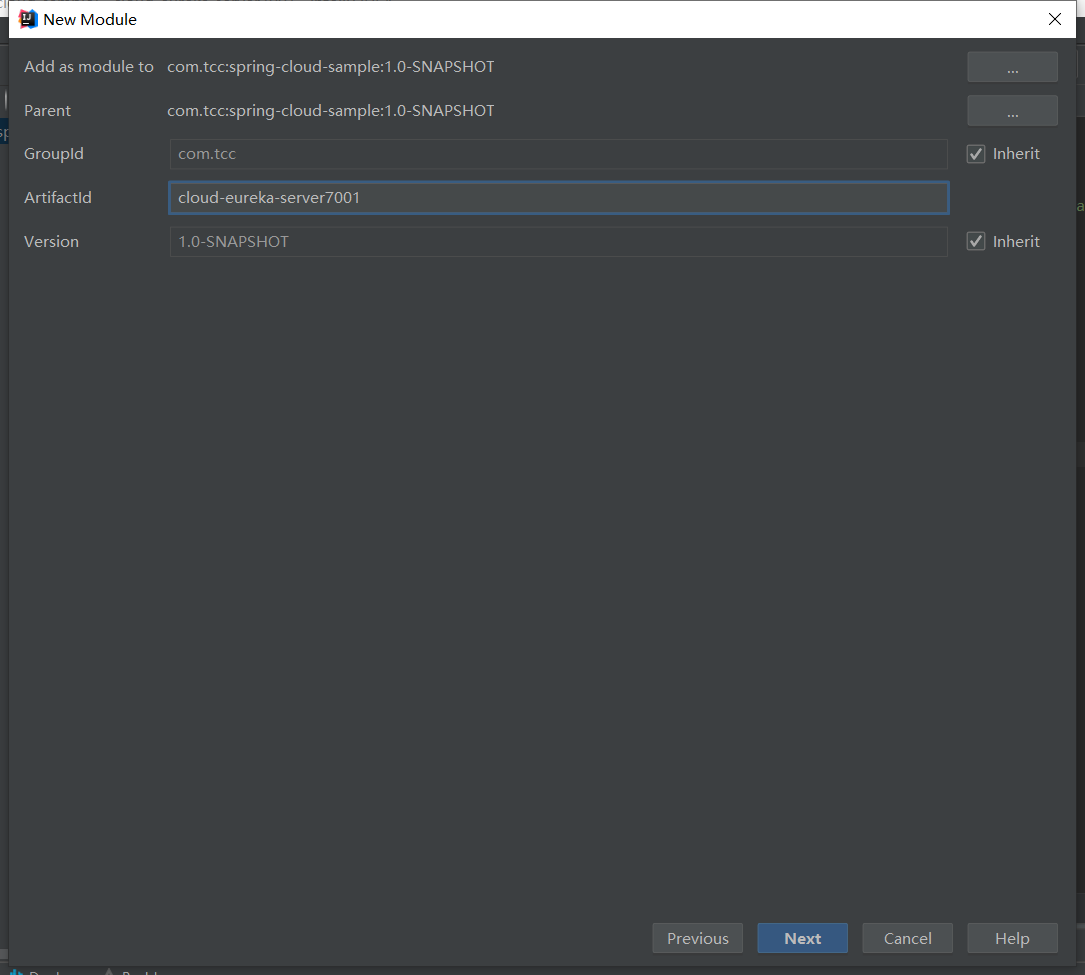 New Module
Add as module to com.tcc:spring-cloud-sample:1.0-SNAPSHOT ...
Parent com.tcc:spring-cloud-sample:1.0-SNAPSHOT ...
GroupId com.tcc Inherit
ArtifactId cloud-eureka-server7001
Version 1.0-SNAPSHOT Inherit
Previous Next Cancel Help